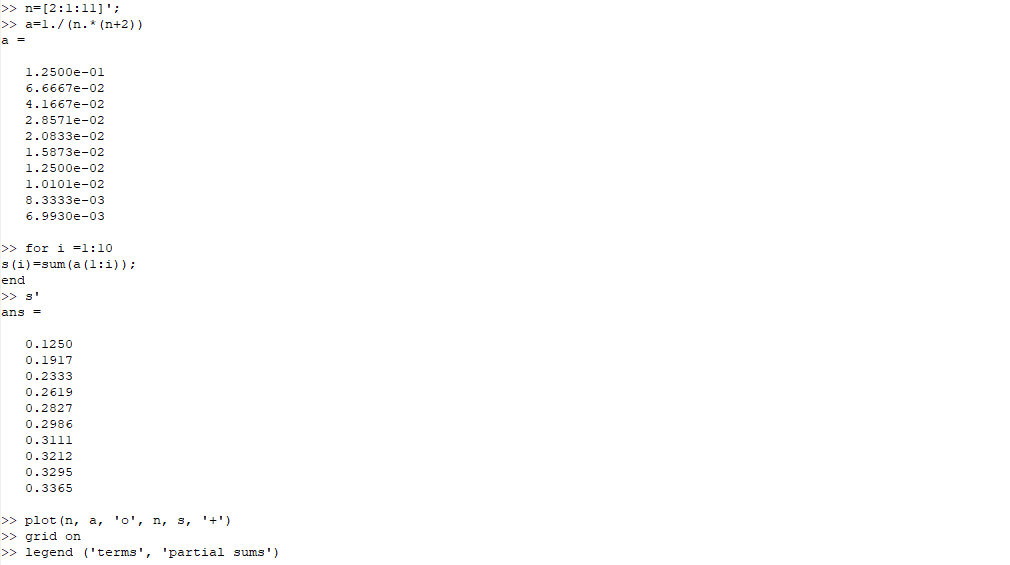 >> n=[2:1:11]';
>> a=1./(n.*(n+2))
a =
1.2500e-01
6.6667e-02
4.1667e-02
2.8571e-02
2.0833e-02
1.5873e-02
1.2500e-02
1.0101e-02
8.3333e-03
6.9930e-03
>> for i =1:10
s(i)=sum(a(1:i));
end
>> s'
ans =
0.1250
0.1917
0.2333
0.2619
0.2827
0.2986
0.3111
0.3212
0.3295
0.3365
>> plot(n, a, 'o', n, s, '+')
>> grid on
>> legend ('terms', 'partial sums')